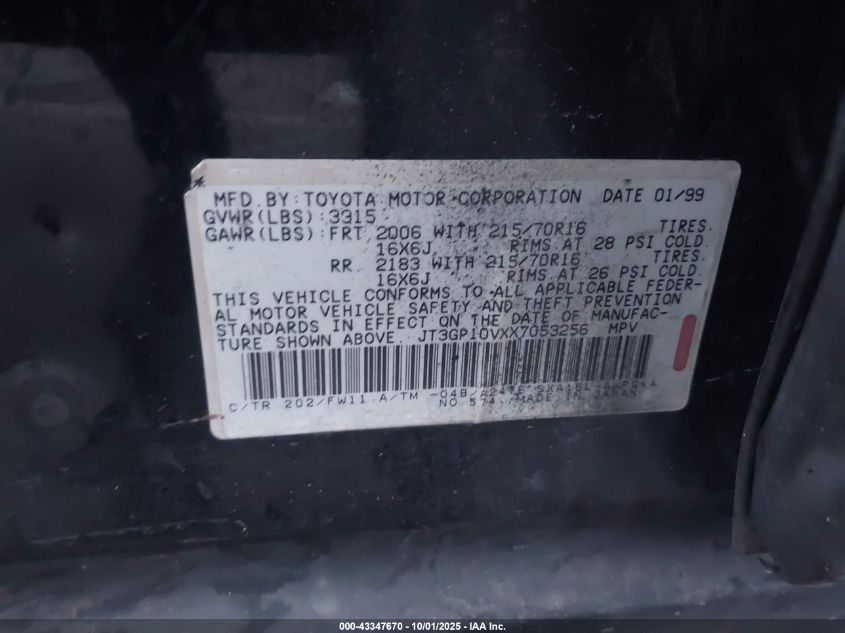 MFD. BY: TOYOTA MOTOR CORPORATION DATE 01/99
GVWR(LBS): 3315
GAWR(LBS): FRT 2006 WITH 215/70R16 TIRES.
16X6J RIMS AT 28 PSI COLD.
RR. 2183 WITH 215/70R16 TIRES.
16X6J RIMS AT 26 PSI COLD.
THIS VEHICLE CONFORMS TO ALL APPLICABLE FEDER-
AL MOTOR VEHICLE SAFETY AND THEFT PREVENTION
STANDARDS IN EFFECT ON THE DATE OF MANUFAC-
TURE SHOWN ABOVE. JT3GP10VXX7053256 MPV
C/TR 202/FW11 A/TM -04B/A247E
NO 574 MADE IN JAPAN
000-43347670 - 10/01/2025 - IAA Inc.